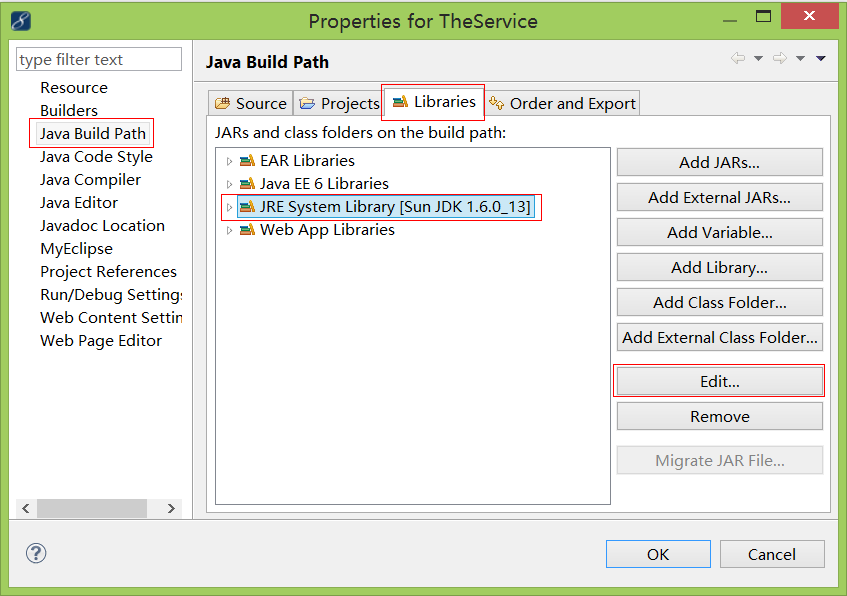 Properties for TheService
type filter text
Resource
Builders
Java Build Path
Java Code Style
Java Compiler
Java Editor
Javadoc Location
MyEclipse
Project References
Run/Debug Settings
Web Content Settin
Web Page Editor
Java Build Path
Source
Projects
Libraries
Order and Export
JARs and class folders on the build path:
EAR Libraries
Java EE 6 Libraries
JRE System Library [Sun JDK 1.6.0_13]
Web App Libraries
Add JARs...
Add External JARs...
Add Variable...
Add Library...
Add Class Folder...
Add External Class Folder...
Edit...
Remove
Migrate JAR File...
?
OK
Cancel